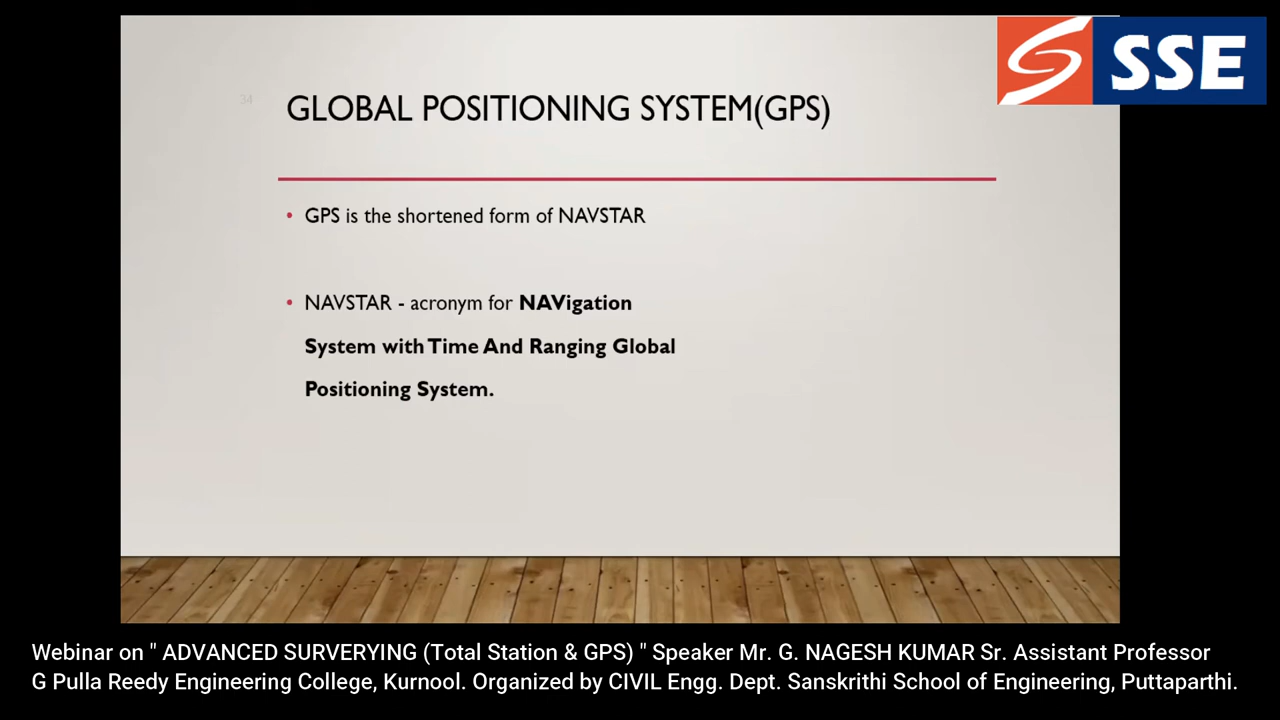 SSE
34
GLOBAL POSITIONING SYSTEM(GPS)
• GPS is the shortened form of NAVSTAR
• NAVSTAR - acronym for NAVigation
System with Time And Ranging Global
Positioning System.
Webinar on " ADVANCED SURVERYING (Total Station & GPS) " Speaker Mr. G. NAGESH KUMAR Sr. Assistant Professor
G Pulla Reedy Engineering College, Kurnool. Organized by CIVIL Engg. Dept. Sanskrithi School of Engineering, Puttaparthi.